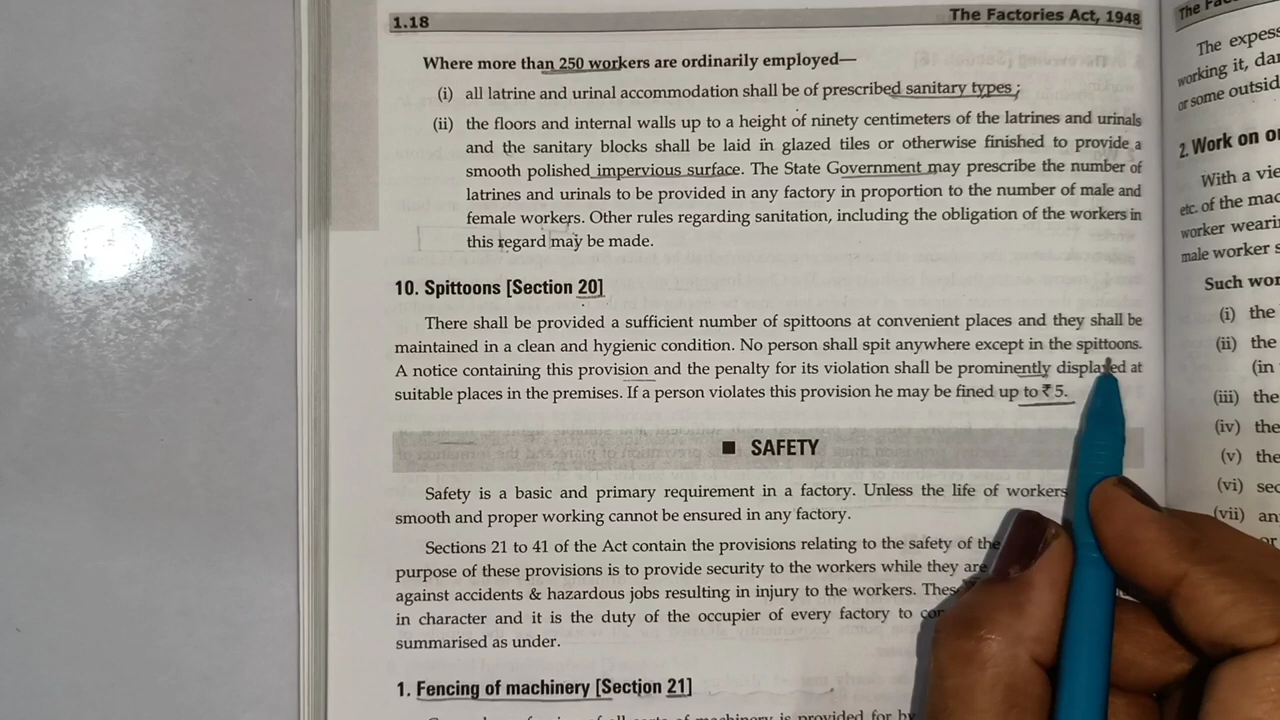 1.18
The Factories Act, 1948
Where more than 250 workers are ordinarily employed—
(i) all latrine and urinal accommodation shall be of prescribed sanitary types ;
(ii) the floors and internal walls up to a height of ninety centimeters of the latrines and urinals
and the sanitary blocks shall be laid in glazed tiles or otherwise finished to provide a
smooth polished impervious surface. The State Government may prescribe the number of
latrines and urinals to be provided in any factory in proportion to the number of male and
female workers. Other rules regarding sanitation, including the obligation of the workers in
this regard may be made.
10. Spittoons [Section 20]
There shall be provided a sufficient number of spittoons at convenient places and they shall be
maintained in a clean and hygienic condition. No person shall spit anywhere except in the spittoons.
A notice containing this provision and the penalty for its violation shall be prominently displayed at
suitable places in the premises. If a person violates this provision he may be fined up to ₹ 5.
■ SAFETY
Safety is a basic and primary requirement in a factory. Unless the life of workers
smooth and proper working cannot be ensured in any factory.
Sections 21 to 41 of the Act contain the provisions relating to the safety of the
purpose of these provisions is to provide security to the workers while they are
against accidents & hazardous jobs resulting in injury to the workers.
in character and it is the duty of the occupier of every factory to
summarised as under.
1. Fencing of machinery [Section 21]
of machinery is provided for by
The
The
working it,
or some
2. Work on
With a
etc. of the
worker
male worker
Such
(i) the
(ii) the
(in
(iii) the
(iv) the
(v) the
(vi)
(vii)